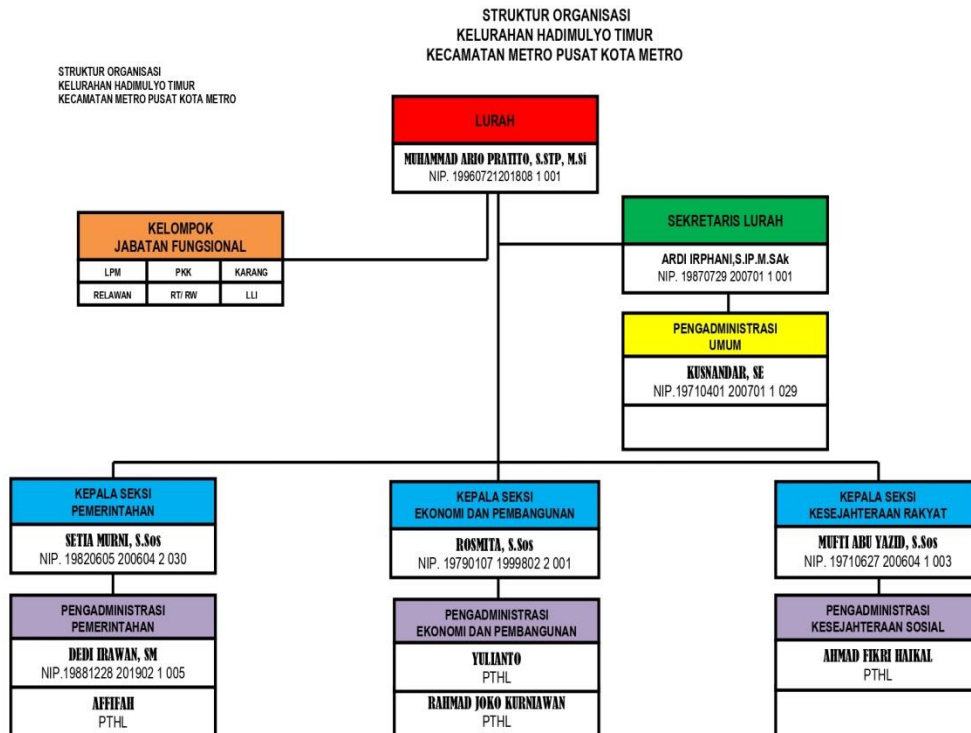 STRUKTUR ORGANISASI
KELURAHAN HADIMULYO TIMUR
KECAMATAN METRO PUSAT KOTA METRO
STRUKTUR ORGANISASI
KELURAHAN HADIMULYO TIMUR
KECAMATAN METRO PUSAT KOTA METRO
LURAH
MUHAMMAD ARIO PRATITO, S.STP, M.Si
NIP. 19960721201808 1 001
KELOMPOK
JABATAN FUNGSIONAL
LPM PKK KARANG
RELAWAN RT/ RW LLI
SEKRETARIS LURAH
ARDI IRPHANI,S.IP.M.SAk
NIP. 19870729 200701 1 001
PENGADMINISTRASI
UMUM
KUSNANDAR, SE
NIP.19710401 200701 1 029
KEPALA SEKSI
PEMERINTAHAN
SETIA MURNI, S.Sos
NIP. 19820605 200604 2 030
PENGADMINISTRASI
PEMERINTAHAN
DEDI IRAWAN, SM
NIP.19881228 201902 1 005
AFFIFAH
PTHL
KEPALA SEKSI
EKONOMI DAN PEMBANGUNAN
ROSMITA, S.Sos
NIP. 19790107 1999802 2 001
PENGADMINISTRASI
EKONOMI DAN PEMBANGUNAN
YULIANTO
PTHL
RAHMAD JOKO KURNIAWAN
PTHL
KEPALA SEKSI
KESEJAHTERAAN RAKYAT
MUFTI ABU YAZID, S.Sos
NIP. 19710627 200604 1 003
PENGADMINISTRASI
KESEJAHTERAAN SOSIAL
AHMAD FIKRI HAIKAL
PTHL